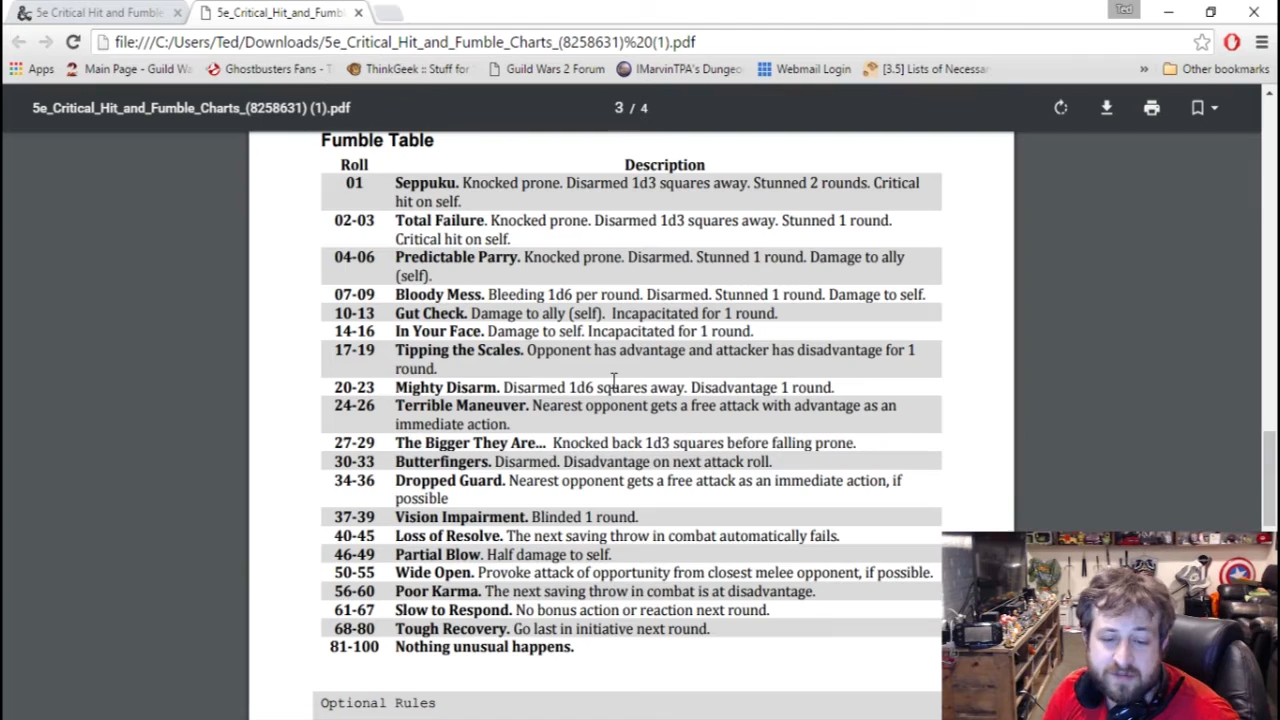 5e Critical Hit and Fumble
5e_Critical_Hit_and_Fumb
Ted
file:///C:/Users/Ted/Downloads/5e_Critical_Hit_and_Fumble_Charts_(8258631)%20(1).pdf
Apps Main Page - Guild Wa Ghostbusters Fans - T ThinkGeek :: Stuff for Guild Wars 2 Forum IMarvinTPA's Dungeo Webmail Login [3.5] Lists of Necessa » Other bookmarks
5e_Critical_Hit_and_Fumble_Charts_(8258631) (1).pdf 3 / 4
Fumble Table
Roll Description
01 Seppuku. Knocked prone. Disarmed 1d3 squares away. Stunned 2 rounds. Critical
hit on self.
02-03 Total Failure. Knocked prone. Disarmed 1d3 squares away. Stunned 1 round.
Critical hit on self.
04-06 Predictable Parry. Knocked prone. Disarmed. Stunned 1 round. Damage to ally
(self).
07-09 Bloody Mess. Bleeding 1d6 per round. Disarmed. Stunned 1 round. Damage to self.
10-13 Gut Check. Damage to ally (self). Incapacitated for 1 round.
14-16 In Your Face. Damage to self. Incapacitated for 1 round.
17-19 Tipping the Scales. Opponent has advantage and attacker has disadvantage for 1
round.
20-23 Mighty Disarm. Disarmed 1d6 squares away. Disadvantage 1 round.
24-26 Terrible Maneuver. Nearest opponent gets a free attack with advantage as an
immediate action.
27-29 The Bigger They Are... Knocked back 1d3 squares before falling prone.
30-33 Butterfingers. Disarmed. Disadvantage on next attack roll.
34-36 Dropped Guard. Nearest opponent gets a free attack as an immediate action, if
possible
37-39 Vision Impairment. Blinded 1 round.
40-45 Loss of Resolve. The next saving throw in combat automatically fails.
46-49 Partial Blow. Half damage to self.
50-55 Wide Open. Provoke attack of opportunity from closest melee opponent, if possible.
56-60 Poor Karma. The next saving throw in combat is at disadvantage.
61-67 Slow to Respond. No bonus action or reaction next round.
68-80 Tough Recovery. Go last in initiative next round.
81-100 Nothing unusual happens.
Optional Rules